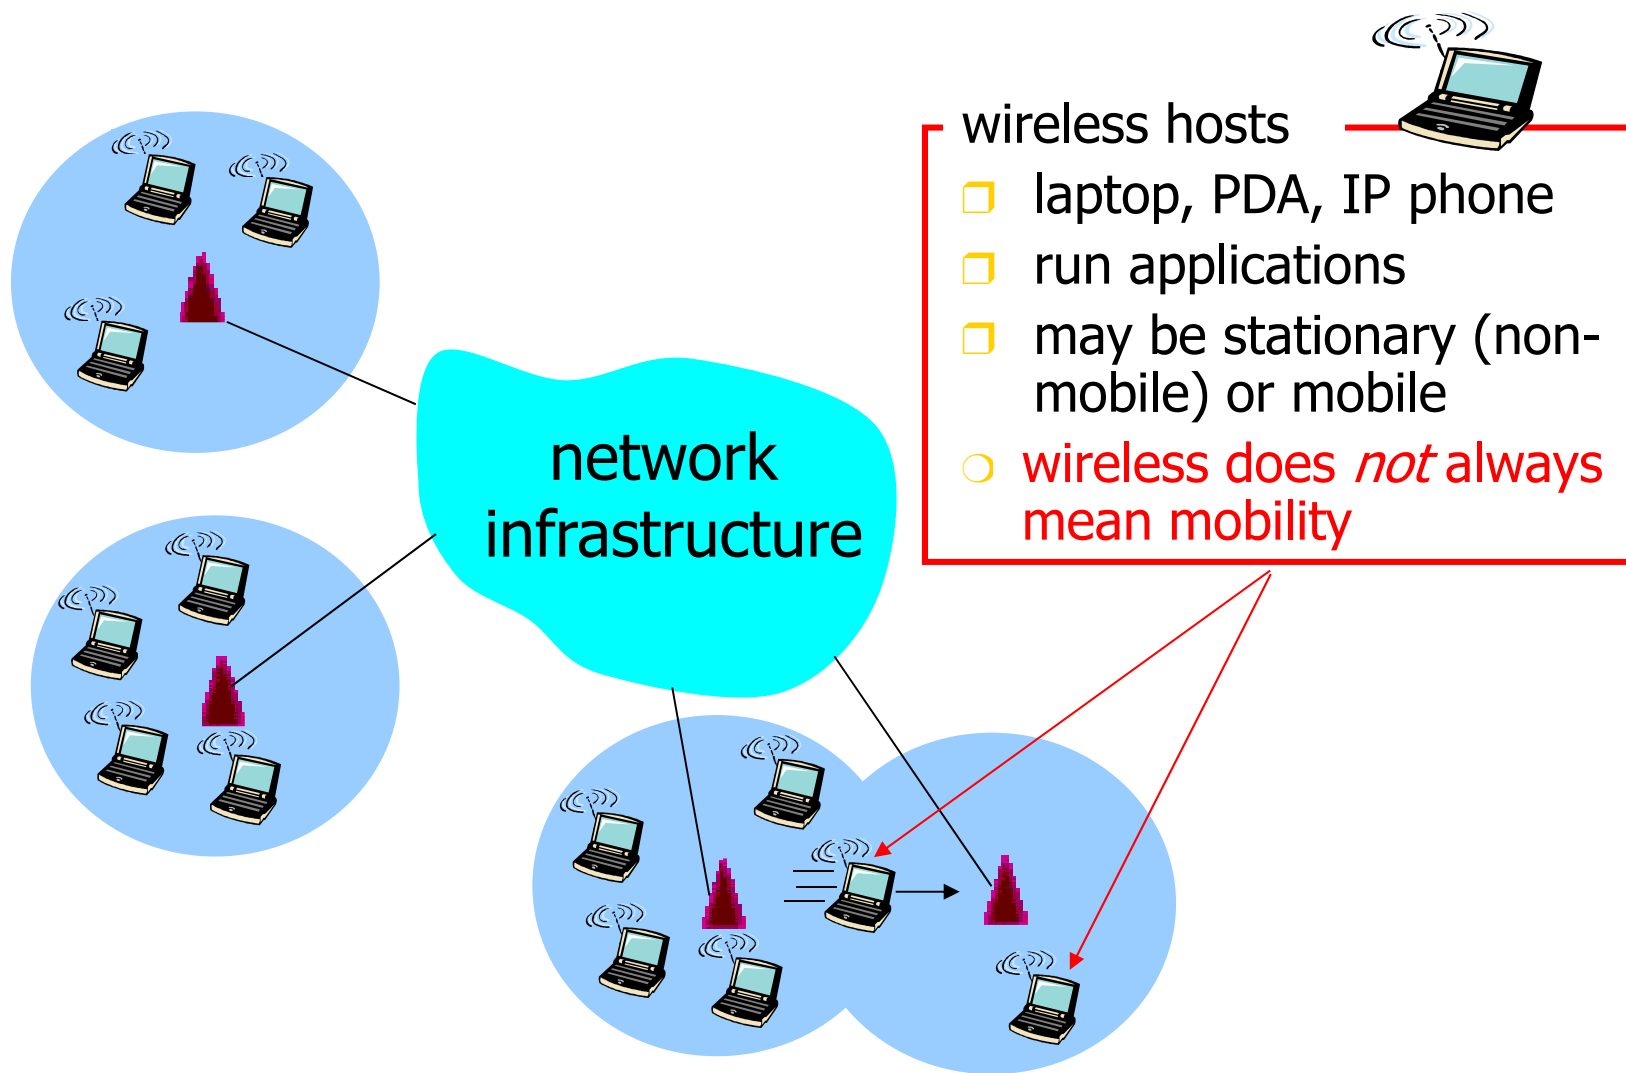 wireless hosts
laptop, PDA, IP phone
run applications
may be stationary (non-
mobile) or mobile
wireless does not always
mean mobility
network
infrastructure